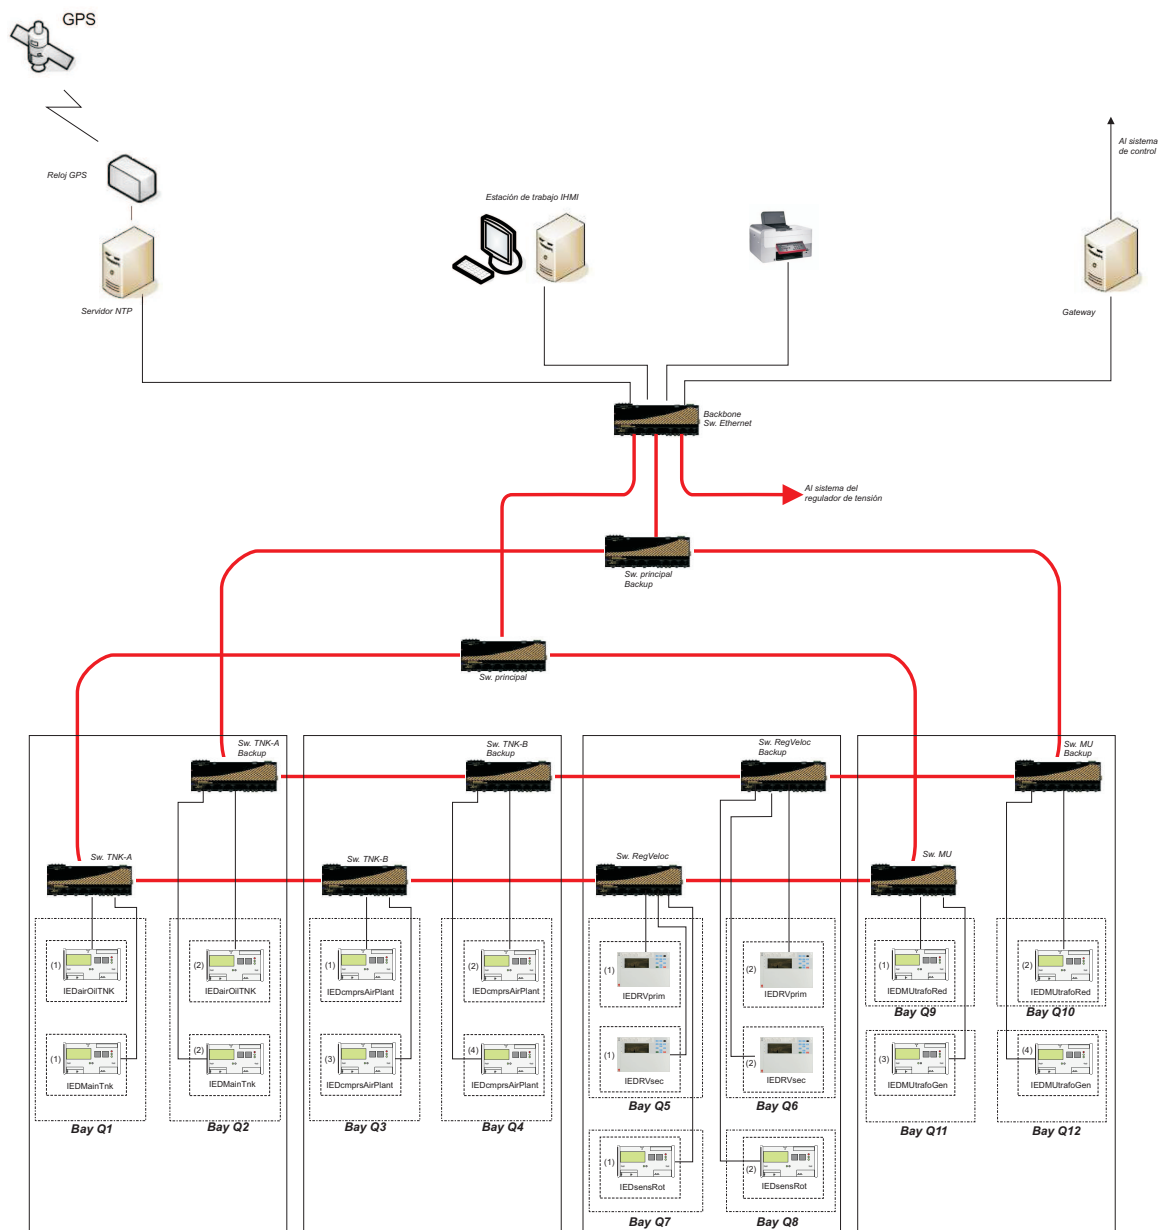 GPS
Reloj GPS
Servidor NTP
Estación de trabajo IHMI
Al sistema
de control
Gateway
Backbone
Sw. Ethernet
Al sistema del
regulador de tensión
Sw. principal
Backup
Sw. principal
Sw. TNK-A
Backup
Sw. TNK-B
Backup
Sw. RegVeloc
Backup
Sw. MU
Backup
Sw. TNK-A
Sw. TNK-B
Sw. RegVeloc
Sw. MU
(1)
IEDairOilTNK
(2)
IEDairOilTNK
(1)
IEDcmprsAirPlant
(2)
IEDcmprsAirPlant
(1)
IEDRVprim
(2)
IEDRVprim
(1)
IEDMUtrafoRed
(2)
IEDMUtrafoRed
Bay Q9
Bay Q10
(1)
IEDMainTnk
(2)
IEDMainTnk
(3)
IEDcmprsAirPlant
(4)
IEDcmprsAirPlant
(1)
IEDRVsec
(2)
IEDRVsec
(3)
IEDMUtrafoGen
(4)
IEDMUtrafoGen
Bay Q1
Bay Q2
Bay Q3
Bay Q4
Bay Q5
Bay Q6
Bay Q11
Bay Q12
(1)
IEDsensRot
(2)
IEDsensRot
Bay Q7
Bay Q8